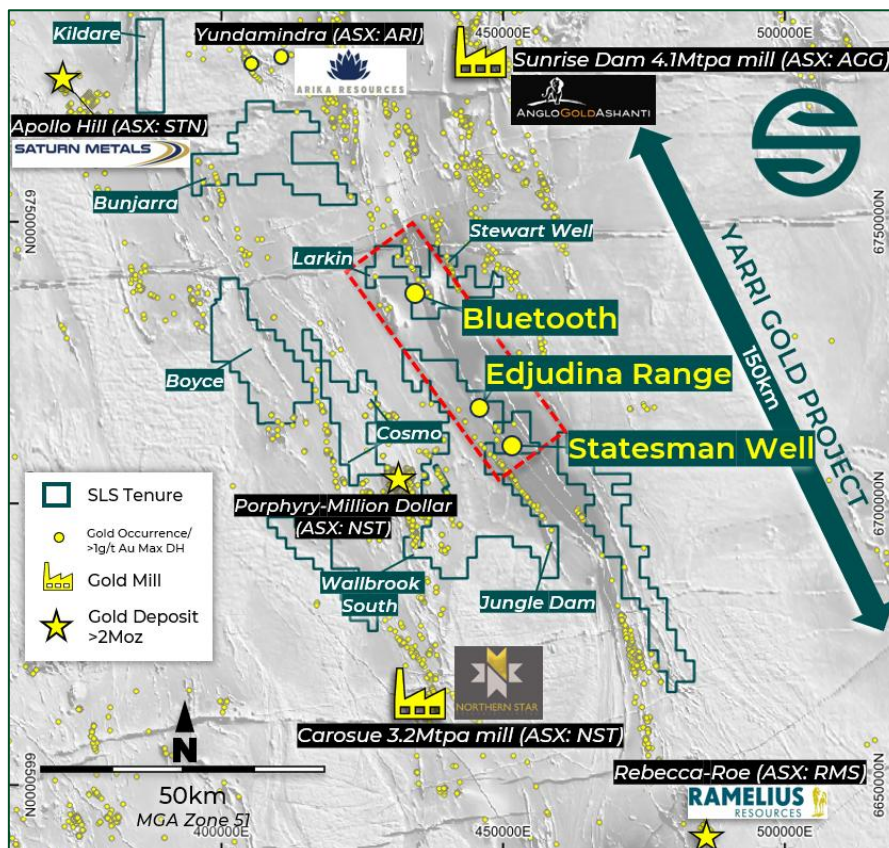 Kildare
Yundamindra (ASX: ARI)
ARIKA RESOURCES
450000E
500000E
Sunrise Dam 4.1Mtpa mill (ASX: AGG)
ANGLOGOLDASHANTI
Apollo Hill (ASX: STN)
SATURN METALS
Bunjarra
6750000N
6750000N
Larkin
Stewart Well
Bluetooth
YARRI GOLD PROJECT
150km
Boyce
Edjudina Range
Cosmo
Statesman Well
SLS Tenure
Gold Occurrence/
>1g/t Au Max DH
Gold Mill
Gold Deposit
>2Moz
Porphyry-Million Dollar
(ASX: NST)
6700000N
Wallbrook
South
Jungle Dam
NORTHERN STAR
Carosue 3.2Mtpa mill (ASX: NST)
N
50km
MGA Zone 51
6650000N
6650000N
Rebecca-Roe (ASX: RMS)
RAMELIUS
RESOURCES
400000E
450000E
500000E